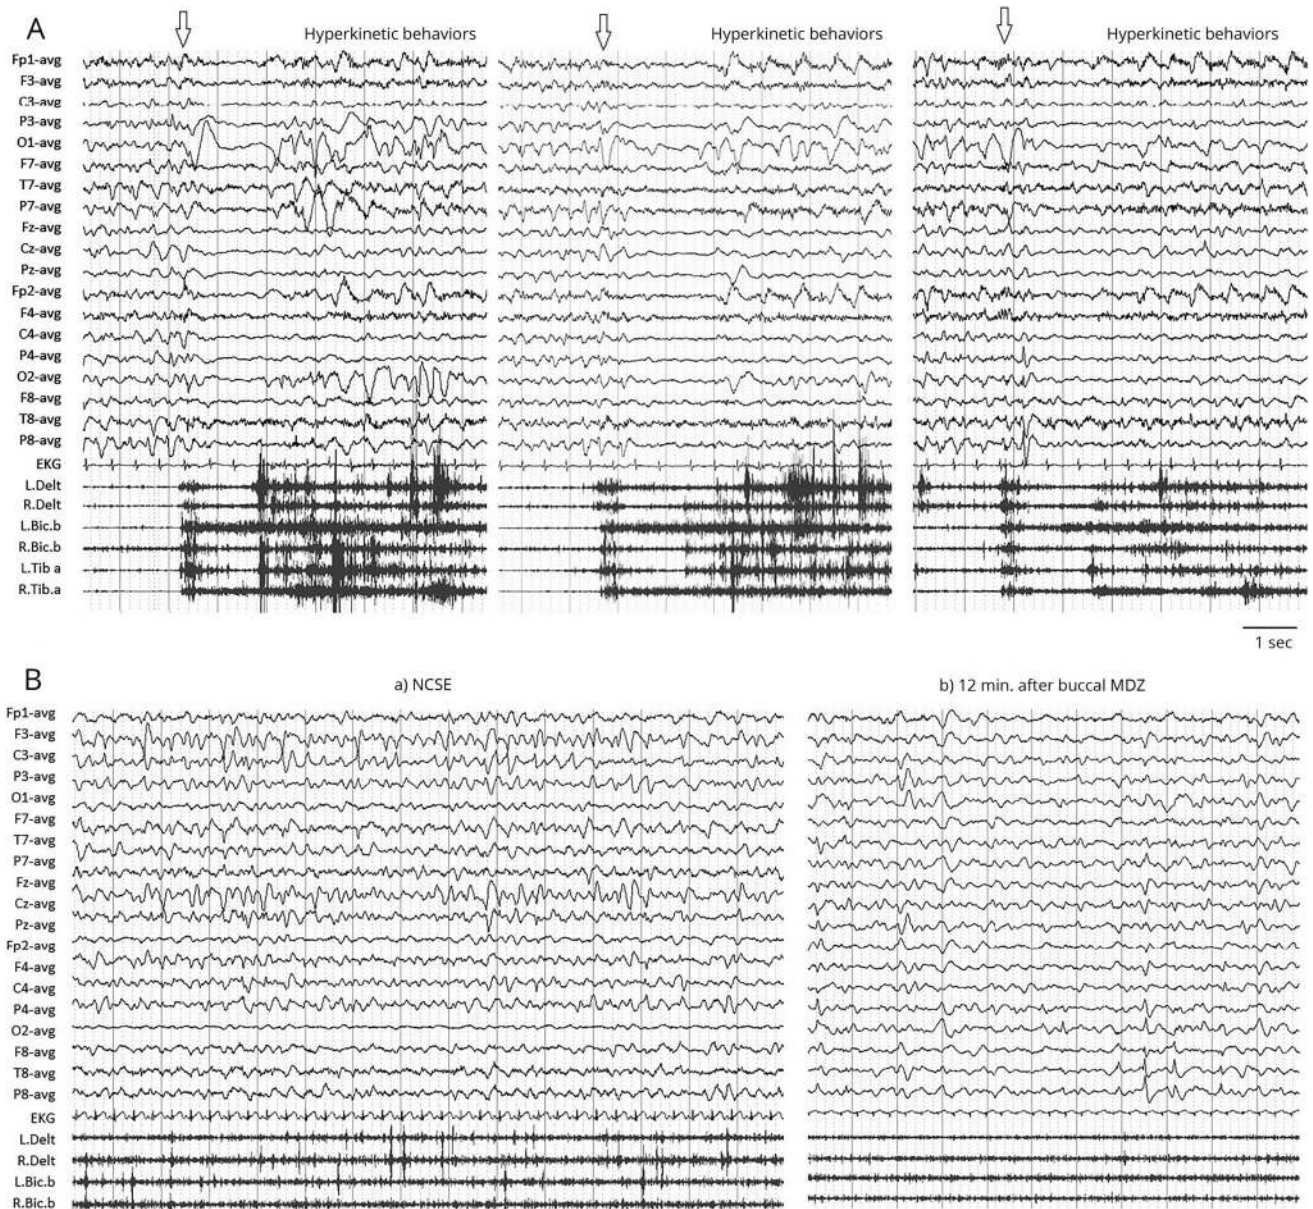 A
Hyperkinetic behaviors
Hyperkinetic behaviors
Hyperkinetic behaviors
Fp1-avg
F3-avg
C3-avg
P3-avg
O1-avg
F7-avg
T7-avg
P7-avg
Fz-avg
Cz-avg
Pz-avg
Fp2-avg
F4-avg
C4-avg
P4-avg
O2-avg
F8-avg
T8-avg
P8-avg
EKG
L.Delt
R.Delt
L.Bic.b
R.Bic.b
L.Tib a
R.Tib.a
1 sec
B
a) NCSE
b) 12 min. after buccal MDZ
Fp1-avg
F3-avg
C3-avg
P3-avg
O1-avg
F7-avg
T7-avg
P7-avg
Fz-avg
Cz-avg
Pz-avg
Fp2-avg
F4-avg
C4-avg
P4-avg
O2-avg
F8-avg
T8-avg
P8-avg
EKG
L.Delt
R.Delt
L.Bic.b
R.Bic.b